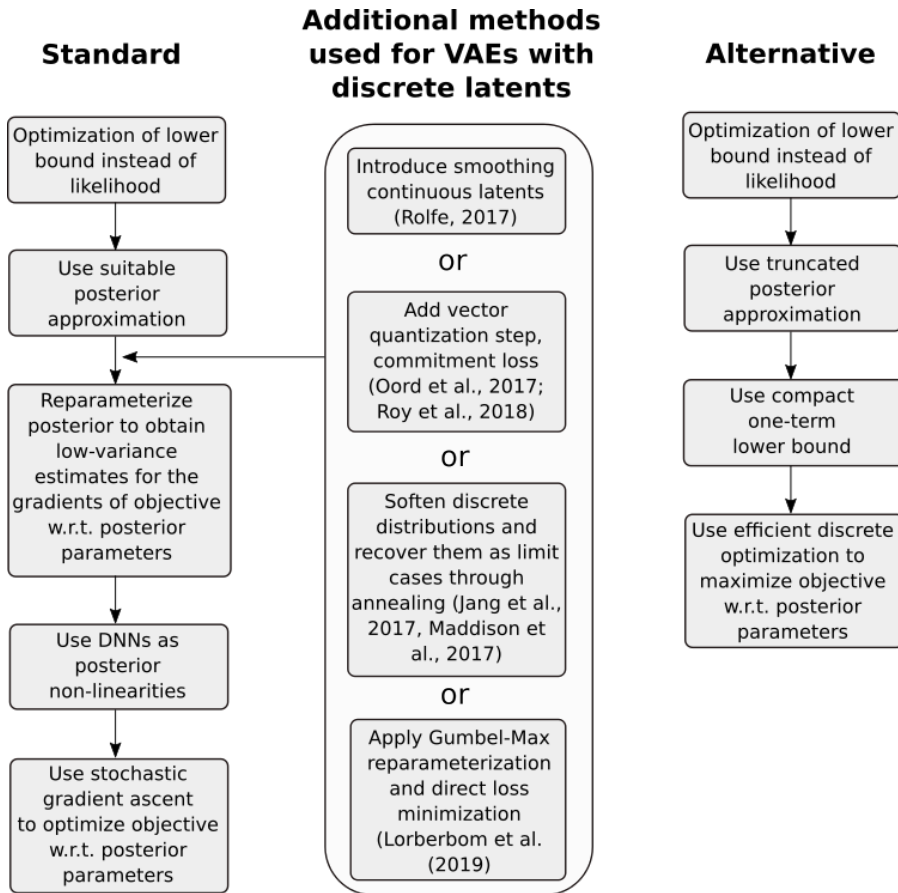 Standard
Optimization of lower
bound instead of
likelihood
Use suitable
posterior
approximation
Reparameterize
posterior to obtain
low-variance
estimates for the
gradients of objective
w.r.t. posterior
parameters
Use DNNs as
posterior
non-linearities
Use stochastic
gradient ascent
to optimize objective
w.r.t. posterior
parameters
Additional methods
used for VAEs with
discrete latents
Introduce smoothing
continuous latents
(Rolfe, 2017)
or
Add vector
quantization step,
commitment loss
(Oord et al., 2017;
Roy et al., 2018)
or
Soften discrete
distributions and
recover them as limit
cases through
annealing (Jang et al.,
2017, Maddison et
al., 2017)
or
Apply Gumbel-Max
reparameterization
and direct loss
minimization
(Lorberbom et al.
(2019)
Alternative
Optimization of lower
bound instead of
likelihood
Use truncated
posterior
approximation
Use compact
one-term
lower bound
Use efficient discrete
optimization to
maximize objective
w.r.t. posterior
parameters